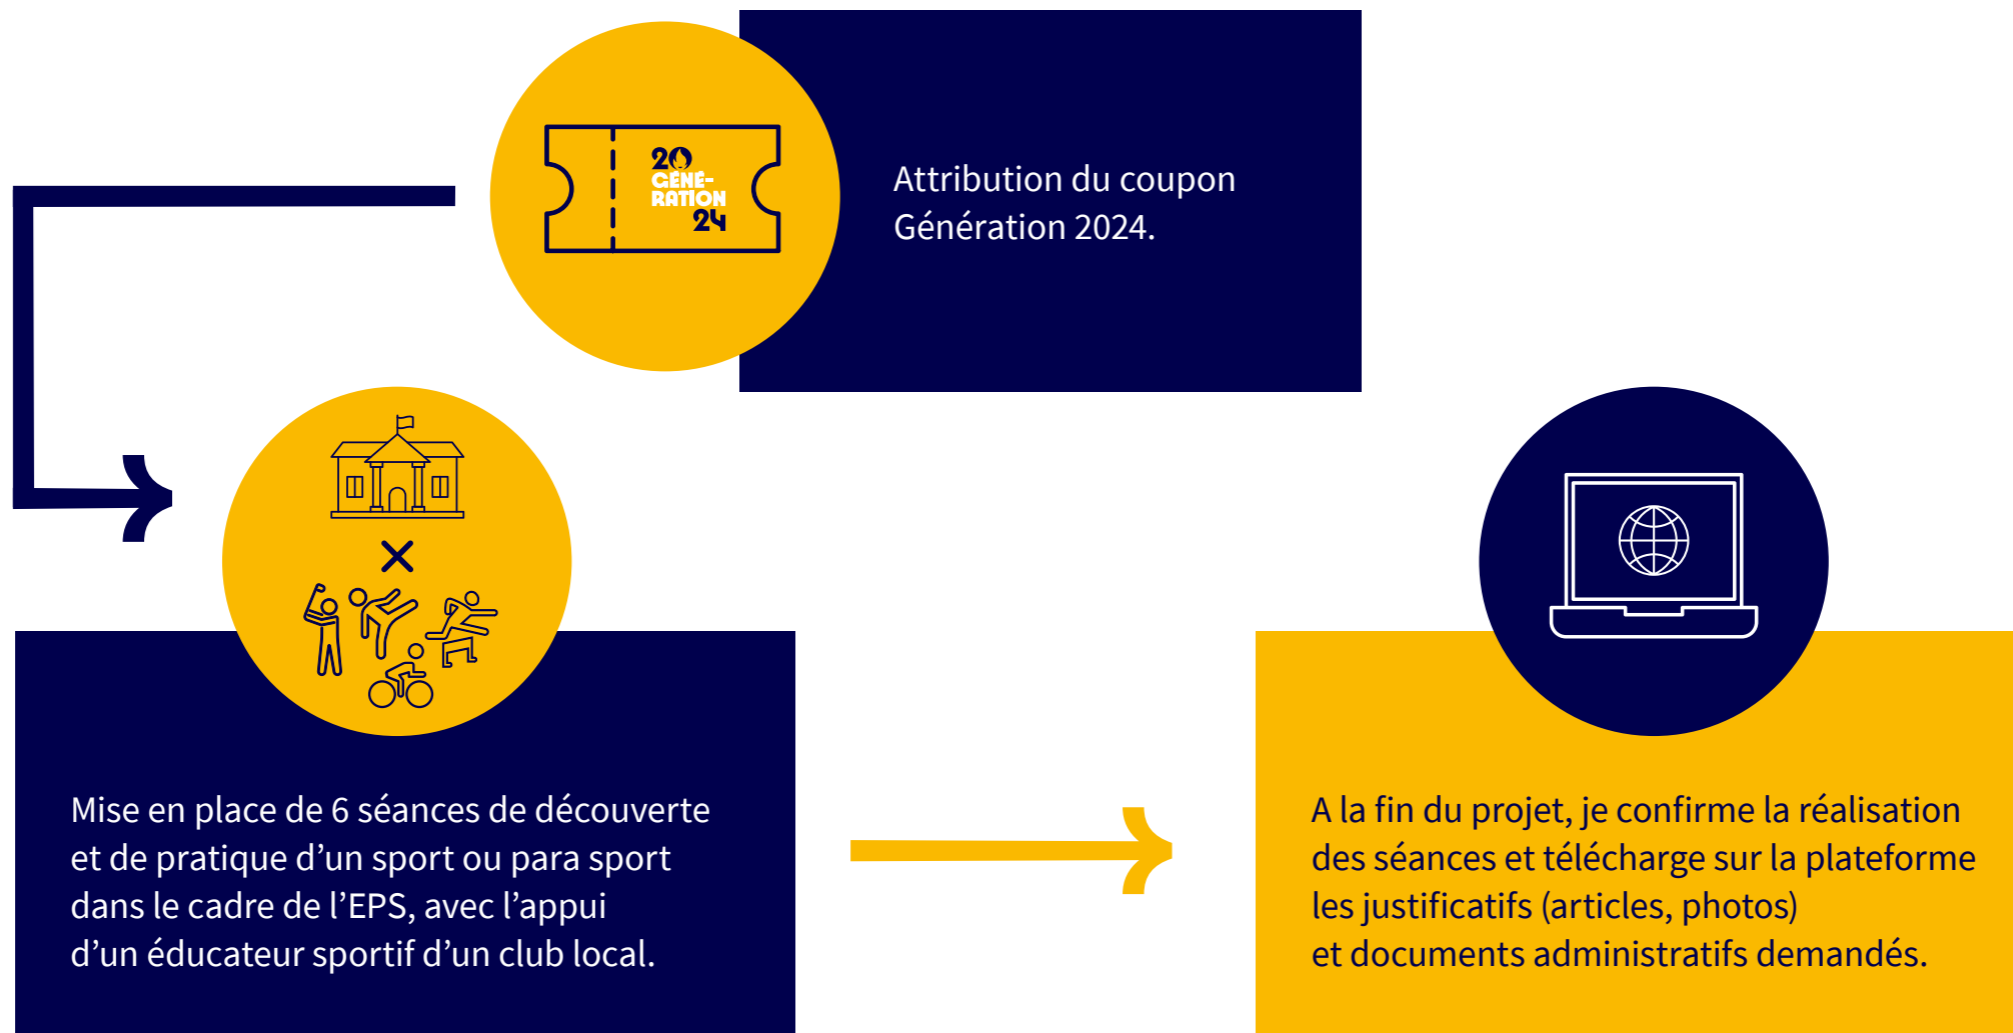 20
GÉNÉ-
RATION
24
Attribution du coupon
Génération 2024.
Mise en place de 6 séances de découverte
et de pratique d’un sport ou para sport
dans le cadre de l’EPS, avec l’appui
d’un éducateur sportif d’un club local.
A la fin du projet, je confirme la réalisation
des séances et télécharge sur la plateforme
les justificatifs (articles, photos)
et documents administratifs demandés.